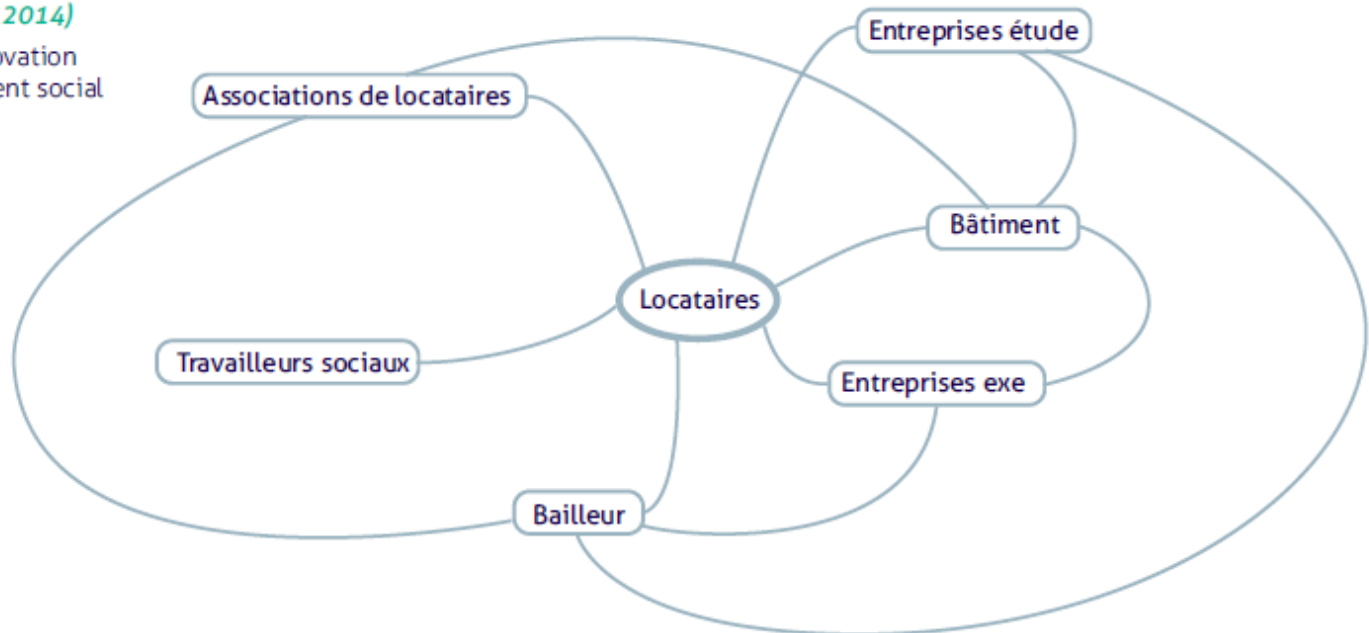 2014)
ovation
ent social
Entreprises étude
Associations de locataires
Bâtiment
Locataires
Travailleurs sociaux
Entreprises exe
Bailleur